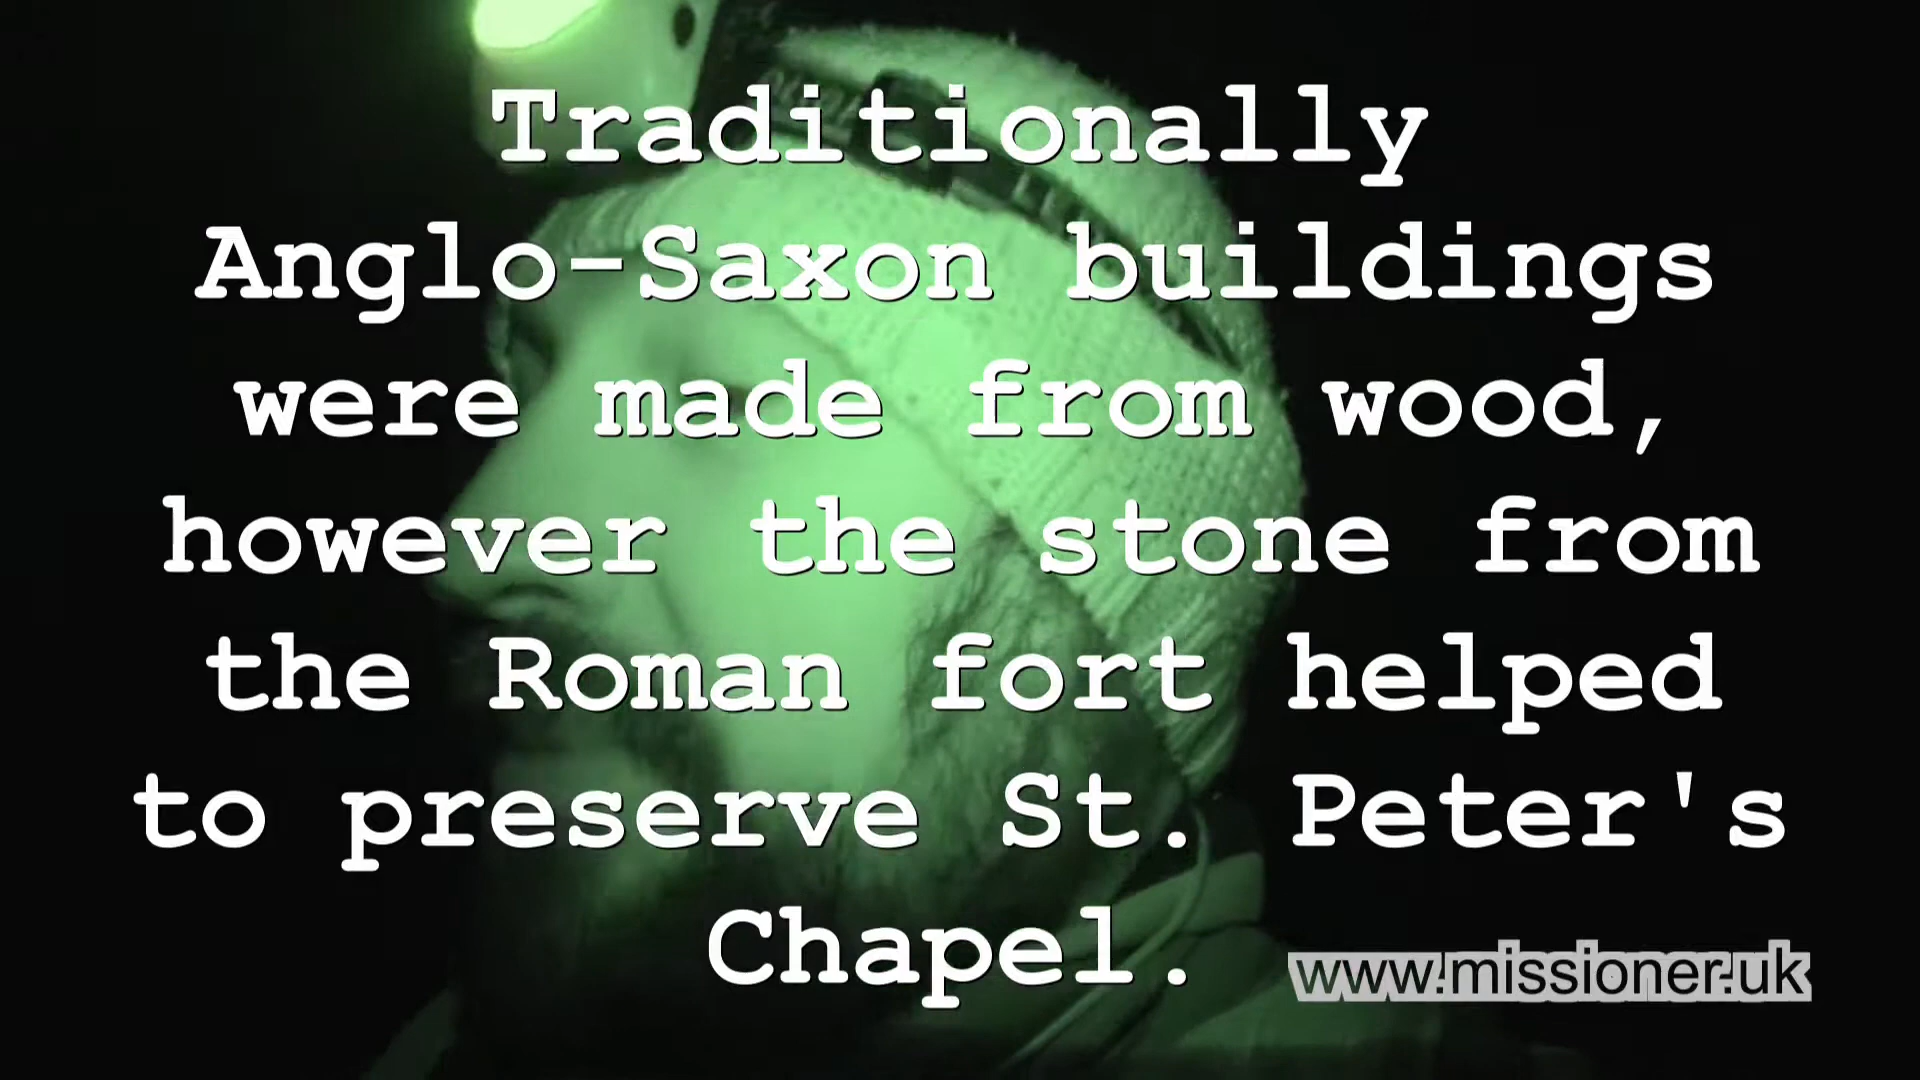 Traditionally
Anglo-Saxon buildings
were made from wood,
however the stone from
the Roman fort helped
to preserve St. Peter's
Chapel.
www.missioner.uk